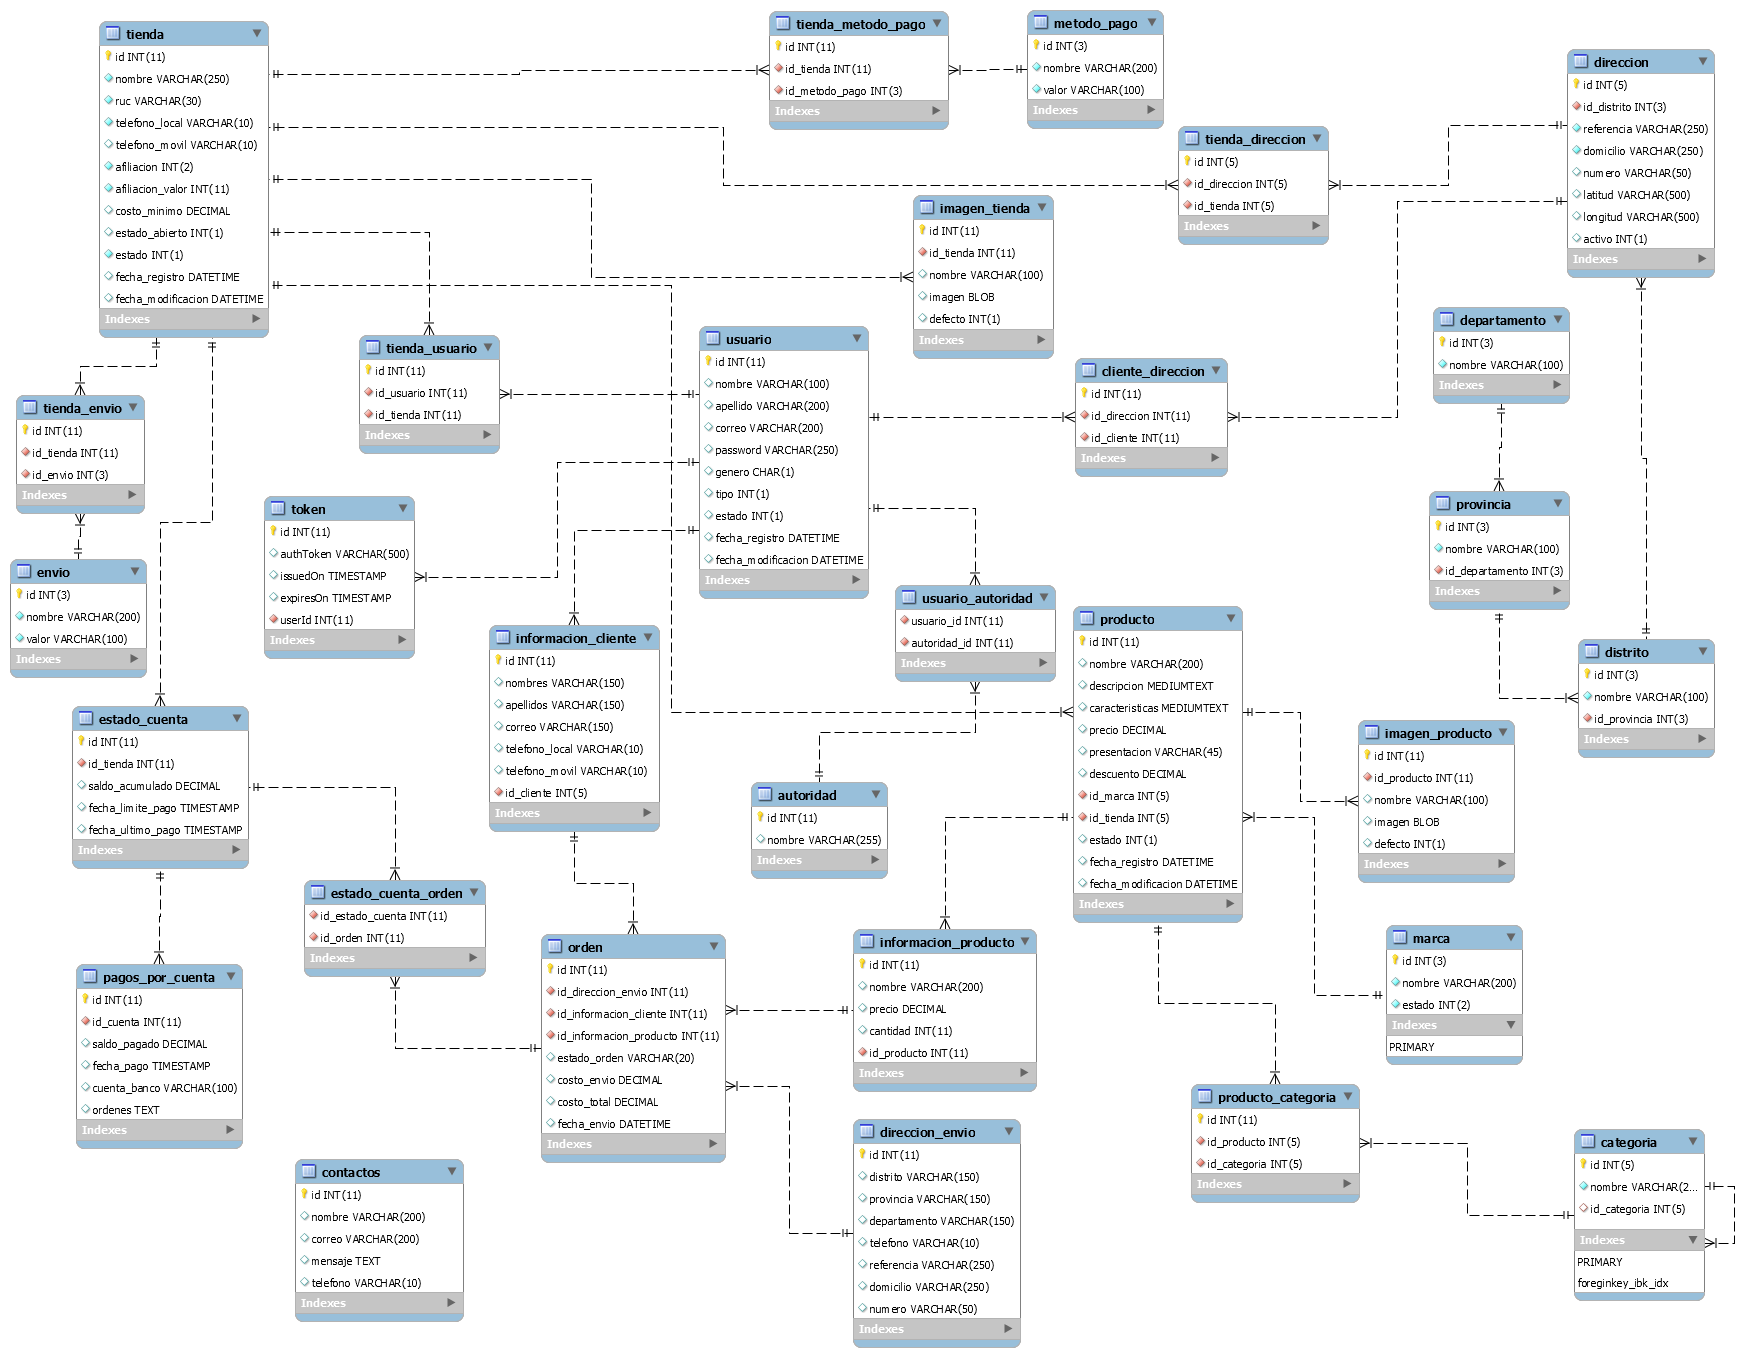 tienda
id INT(11)
nombre VARCHAR(250)
ruc VARCHAR(30)
telefono_local VARCHAR(10)
telefono_movil VARCHAR(10)
afiliacion INT(2)
afiliacion_valor INT(11)
costo_minimo DECIMAL
estado_abierto INT(1)
estado INT(1)
fecha_registro DATETIME
fecha_modificacion DATETIME
Indexes
tienda_metodo_pago
id INT(11)
id_tienda INT(11)
id_metodo_pago INT(3)
Indexes
metodo_pago
id INT(3)
nombre VARCHAR(200)
valor VARCHAR(100)
Indexes
direccion
id INT(5)
id_distrito INT(3)
referencia VARCHAR(250)
domicilio VARCHAR(250)
numero VARCHAR(50)
latitud VARCHAR(500)
longitud VARCHAR(500)
activo INT(1)
Indexes
tienda_direccion
id INT(5)
id_direccion INT(5)
id_tienda INT(5)
Indexes
imagen_tienda
id INT(11)
id_tienda INT(11)
nombre VARCHAR(100)
imagen BLOB
defecto INT(1)
Indexes
departamento
id INT(3)
nombre VARCHAR(100)
Indexes
tienda_usuario
id INT(11)
id_usuario INT(11)
id_tienda INT(11)
Indexes
usuario
id INT(11)
nombre VARCHAR(100)
apellido VARCHAR(200)
correo VARCHAR(200)
password VARCHAR(250)
genero CHAR(1)
tipo INT(1)
estado INT(1)
fecha_registro DATETIME
fecha_modificacion DATETIME
Indexes
cliente_direccion
id INT(11)
id_direccion INT(11)
id_cliente INT(11)
Indexes
tienda_envio
id INT(11)
id_tienda INT(11)
id_envio INT(3)
Indexes
token
id INT(11)
authToken VARCHAR(500)
issuedOn TIMESTAMP
expiresOn TIMESTAMP
userId INT(11)
Indexes
provincia
id INT(3)
nombre VARCHAR(100)
id_departamento INT(3)
Indexes
envio
id INT(3)
nombre VARCHAR(200)
valor VARCHAR(100)
Indexes
usuario_autoridad
usuario_id INT(11)
autoridad_id INT(11)
Indexes
informacion_cliente
id INT(11)
nombres VARCHAR(150)
apellidos VARCHAR(150)
correo VARCHAR(150)
telefono_local VARCHAR(10)
telefono_movil VARCHAR(10)
id_cliente INT(5)
Indexes
producto
id INT(11)
nombre VARCHAR(200)
descripcion MEDIUMTEXT
caracteristicas MEDIUMTEXT
precio DECIMAL
presentacion VARCHAR(45)
descuento DECIMAL
id_marca INT(5)
id_tienda INT(5)
estado INT(1)
fecha_registro DATETIME
fecha_modificacion DATETIME
Indexes
distrito
id INT(3)
nombre VARCHAR(100)
id_provincia INT(3)
Indexes
estado_cuenta
id INT(11)
id_tienda INT(11)
saldo_acumulado DECIMAL
fecha_limite_pago TIMESTAMP
fecha_ultimo_pago TIMESTAMP
Indexes
imagen_producto
id INT(11)
id_producto INT(11)
nombre VARCHAR(100)
imagen BLOB
defecto INT(1)
Indexes
autoridad
id INT(11)
nombre VARCHAR(255)
Indexes
estado_cuenta_orden
id_estado_cuenta INT(11)
id_orden INT(11)
Indexes
marca
id INT(3)
nombre VARCHAR(200)
estado INT(2)
Indexes
PRIMARY
orden
id INT(11)
id_direccion_envio INT(11)
id_informacion_cliente INT(11)
id_informacion_producto INT(11)
estado_orden VARCHAR(20)
costo_envio DECIMAL
costo_total DECIMAL
fecha_envio DATETIME
Indexes
informacion_producto
id INT(11)
nombre VARCHAR(200)
precio DECIMAL
cantidad INT(11)
id_producto INT(11)
Indexes
pagos_por_cuenta
id INT(11)
id_cuenta INT(11)
saldo_pagado DECIMAL
fecha_pago TIMESTAMP
cuenta_banco VARCHAR(100)
ordenes TEXT
Indexes
producto_categoria
id INT(11)
id_producto INT(5)
id_categoria INT(5)
Indexes
direccion_envio
id INT(11)
distrito VARCHAR(150)
provincia VARCHAR(150)
departamento VARCHAR(150)
telefono VARCHAR(10)
referencia VARCHAR(250)
domicilio VARCHAR(250)
numero VARCHAR(50)
Indexes
categoria
id INT(5)
nombre VARCHAR(2...
id_categoria INT(5)
Indexes
PRIMARY
foreginkey_ibk_idx
contactos
id INT(11)
nombre VARCHAR(200)
correo VARCHAR(200)
mensaje TEXT
telefono VARCHAR(10)
Indexes